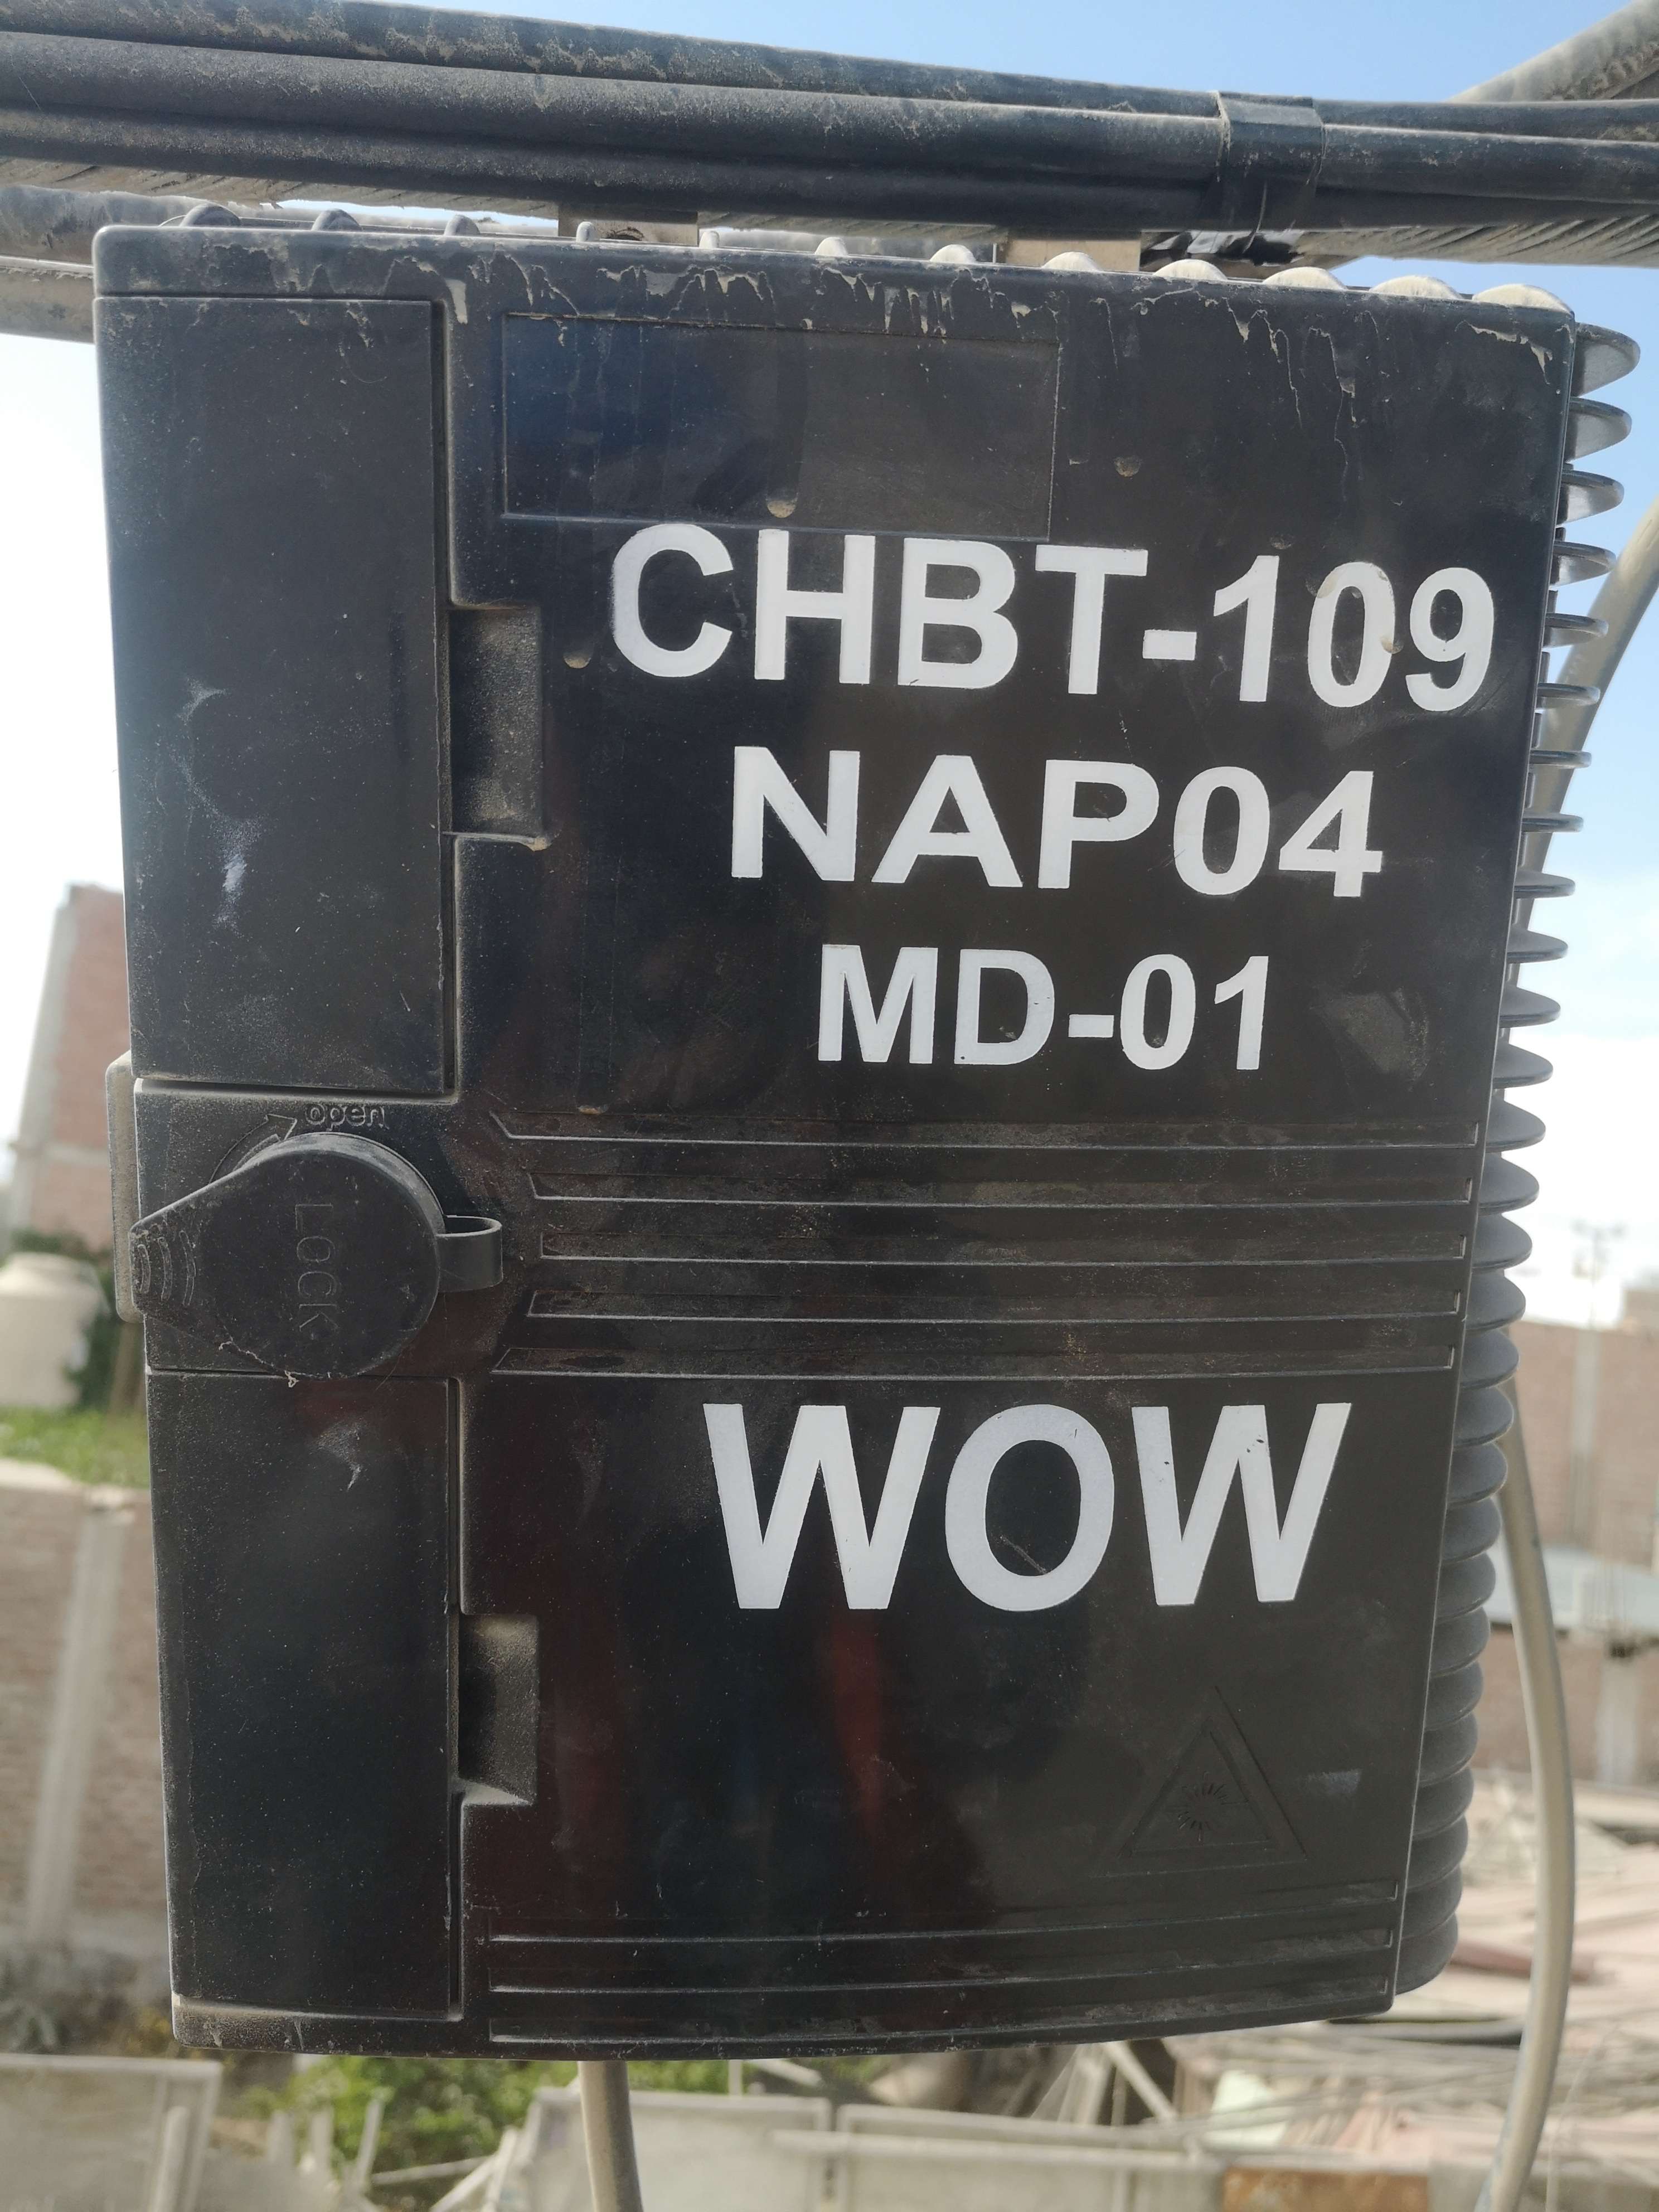 CHBT-109
NAP04
MD-01
open
LOCK
WOW